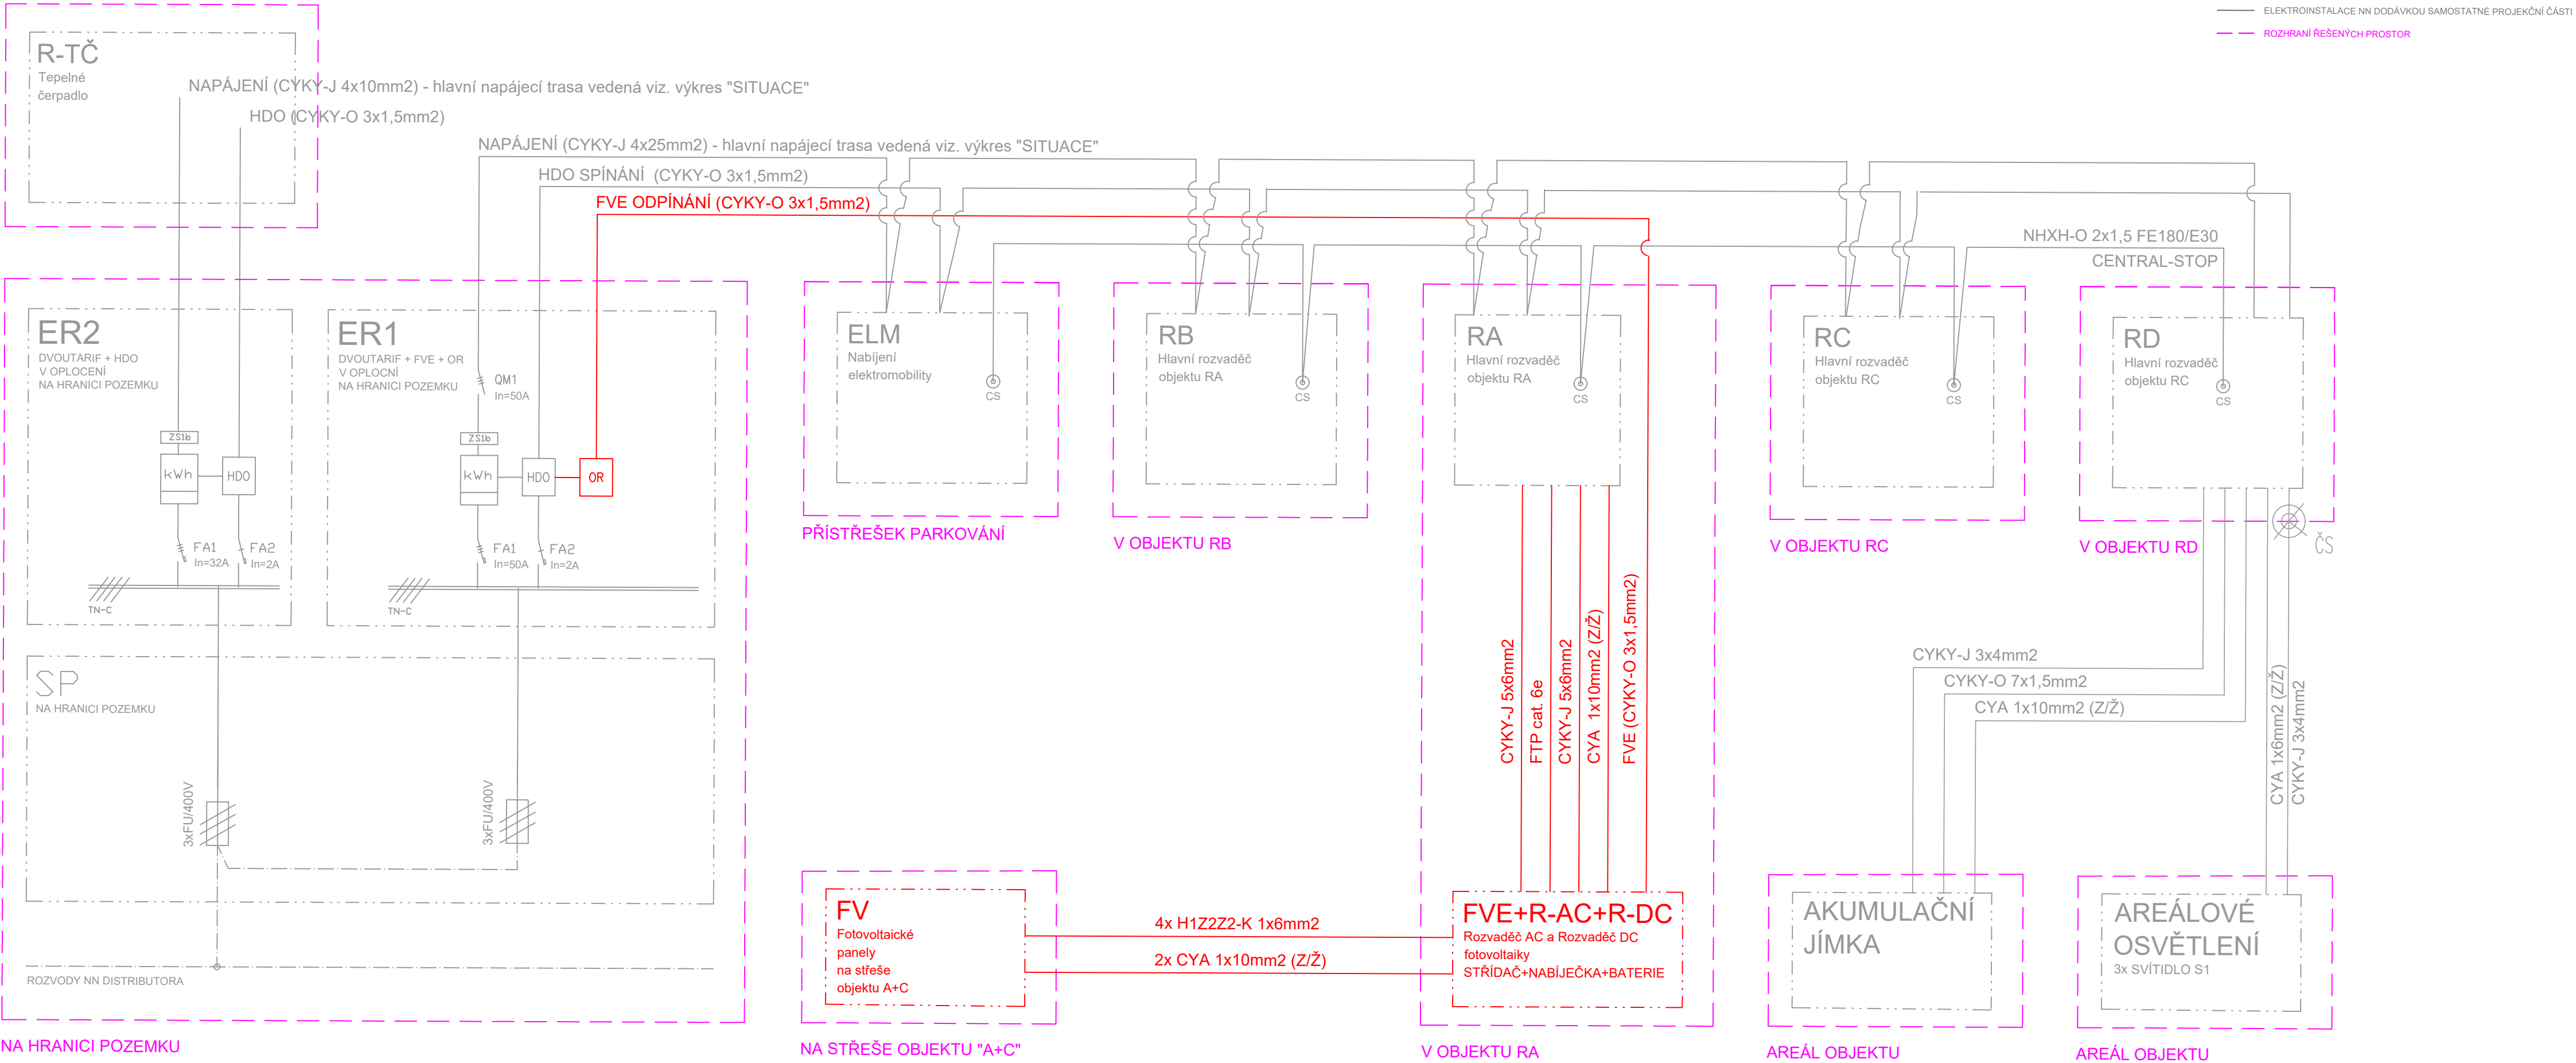 ELEKTROINSTALACE NN DODÁVKOU SAMOSTATNÉ PROJEKČNÍ ČÁSTI
ROZHRANÍ ŘEŠENÝCH PROSTOR
R-TČ
Tepelné
čerpadlo
NAPÁJENÍ (CYKY-J 4x10mm2) - hlavní napájecí trasa vedená viz. výkres "SITUACE"
HDO (CYKY-O 3x1,5mm2)
NAPÁJENÍ (CYKY-J 4x25mm2) - hlavní napájecí trasa vedená viz. výkres "SITUACE"
HDO SPÍNÁNÍ (CYKY-O 3x1,5mm2)
FVE ODPÍNÁNÍ (CYKY-O 3x1,5mm2)
NHXH-O 2x1,5 FE180/E30
CENTRAL-STOP
ER2
DVOUTARIF + HDO
V OPLOCENÍ
NA HRANICI POZEMKU
ZS1b
kWh
HDO
FA1
In=32A
FA2
In=2A
TN-C
ER1
DVOUTARIF + FVE + OR
V OPLOCNÍ
NA HRANICI POZEMKU
QM1
In=50A
ZS1b
kWh
HDO
OR
FA1
In=50A
FA2
In=2A
TN-C
ELM
Nabíjení
elektromobility
CS
PŘÍSTŘEŠEK PARKOVÁNÍ
RB
Hlavní rozvaděč
objektu RA
CS
V OBJEKTU RB
RA
Hlavní rozvaděč
objektu RA
CS
RC
Hlavní rozvaděč
objektu RC
CS
V OBJEKTU RC
RD
Hlavní rozvaděč
objektu RC
CS
V OBJEKTU RD
ČS
SP
NA HRANICI POZEMKU
3xFU/400V
3xFU/400V
ROZVODY NN DISTRIBUTORA
NA HRANICI POZEMKU
CYKY-J 5x6mm2
FTP cat. 6e
CYKY-J 5x6mm2
CYA 1x10mm2 (Z/Ž)
FVE (CYKY-O 3x1,5mm2)
CYKY-J 3x4mm2
CYKY-O 7x1,5mm2
CYA 1x10mm2 (Z/Ž)
CYA 1x6mm2 (Z/Ž)
CYKY-J 3x4mm2
FV
Fotovoltaické
panely
na střeše
objektu A+C
NA STŘEŠE OBJEKTU "A+C"
4x H1Z2Z2-K 1x6mm2
2x CYA 1x10mm2 (Z/Ž)
FVE+R-AC+R-DC
Rozvaděč AC a Rozvaděč DC
fotovoltaiky
STŘÍDAČ+NABÍJEČKA+BATERIE
V OBJEKTU RA
AKUMULAČNÍ
JÍMKA
AREÁL OBJEKTU
AREÁLOVÉ
OSVĚTLENÍ
3x SVÍTIDLO S1
AREÁL OBJEKTU